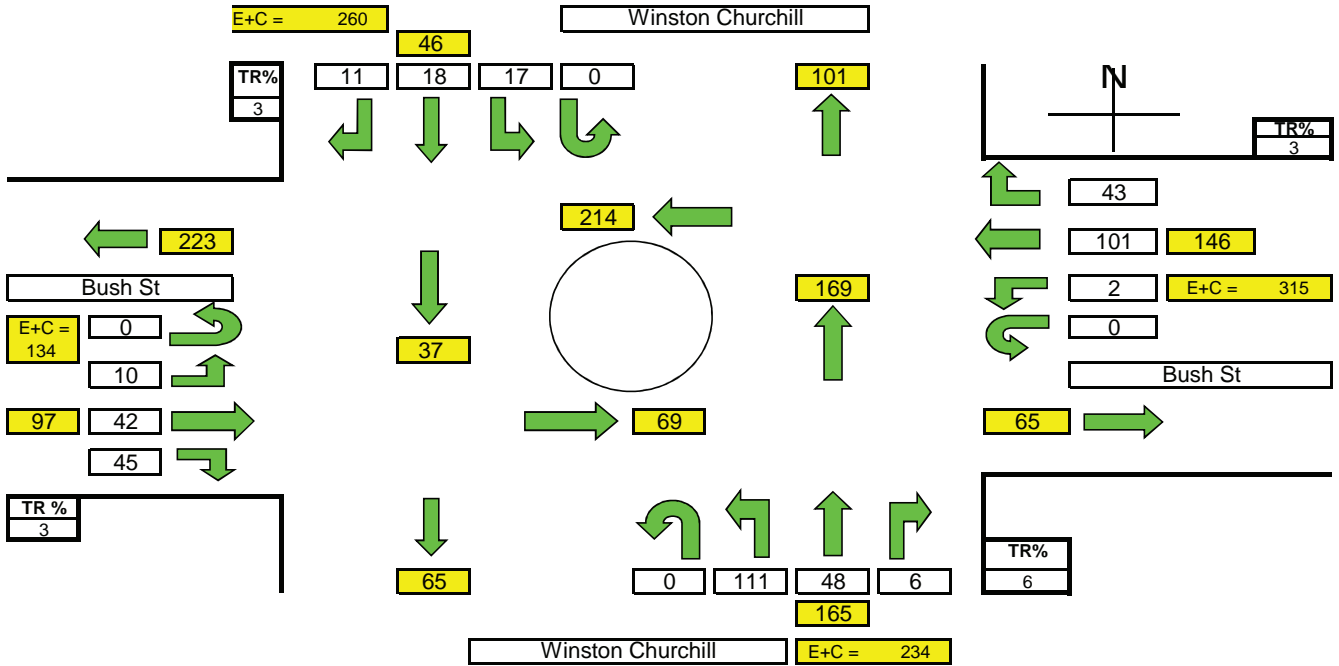 E+C = 260
Winston Churchill
46
TR%
3
11 18 17 0
101
N
TR%
3
43
214
223
101 146
Bush St
169
2 E+C = 315
E+C =
134
0
0
37
10
Bush St
97 42
69
65
45
TR %
3
TR%
6
65
0 111 48 6
165
Winston Churchill
E+C = 234